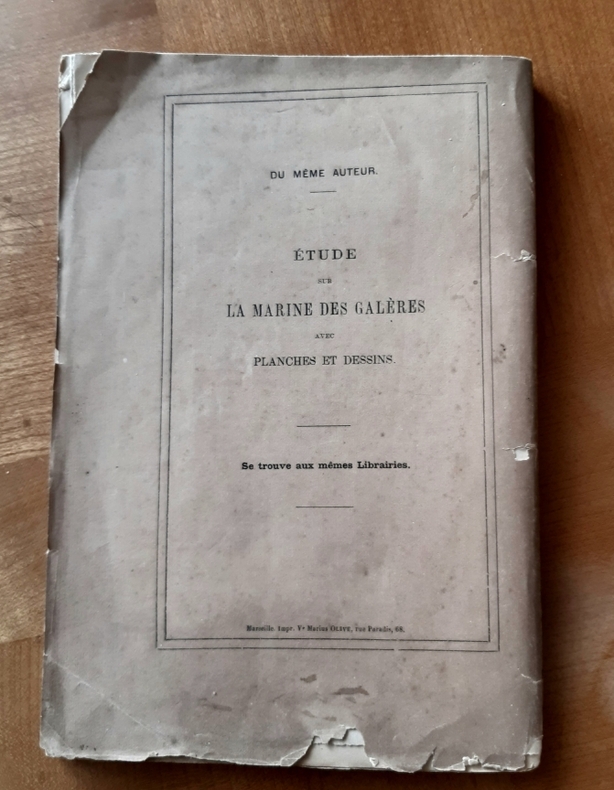 DU MÊME AUTEUR.
ÉTUDE
SUR
LA MARINE DES GALÈRES
AVEC
PLANCHES ET DESSINS.
Se trouve aux mêmes Librairies.
Marseille. Impr. Vᵉ Marius OLIVE, rue Paradis, 68.